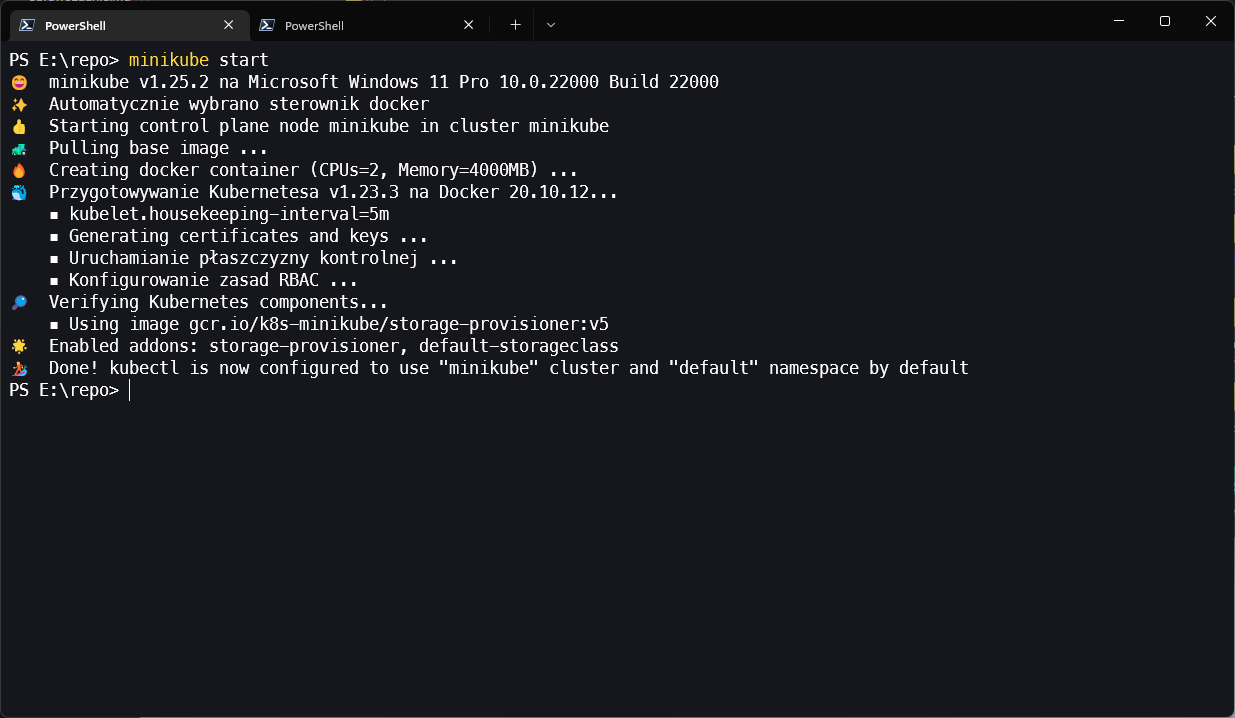 PowerShell
PowerShell
PS E:\repo> minikube start
😄 minikube v1.25.2 na Microsoft Windows 11 Pro 10.0.22000 Build 22000
✨ Automatycznie wybrano sterownik docker
👍 Starting control plane node minikube in cluster minikube
🚜 Pulling base image ...
🔥 Creating docker container (CPUs=2, Memory=4000MB) ...
🐳 Przygotowywanie Kubernetesa v1.23.3 na Docker 20.10.12...
▪ kubelet.housekeeping-interval=5m
▪ Generating certificates and keys ...
▪ Uruchamianie płaszczyzny kontrolnej ...
▪ Konfigurowanie zasad RBAC ...
🔎 Verifying Kubernetes components...
▪ Using image gcr.io/k8s-minikube/storage-provisioner:v5
🌟 Enabled addons: storage-provisioner, default-storageclass
🏄 Done! kubectl is now configured to use "minikube" cluster and "default" namespace by default
PS E:\repo>